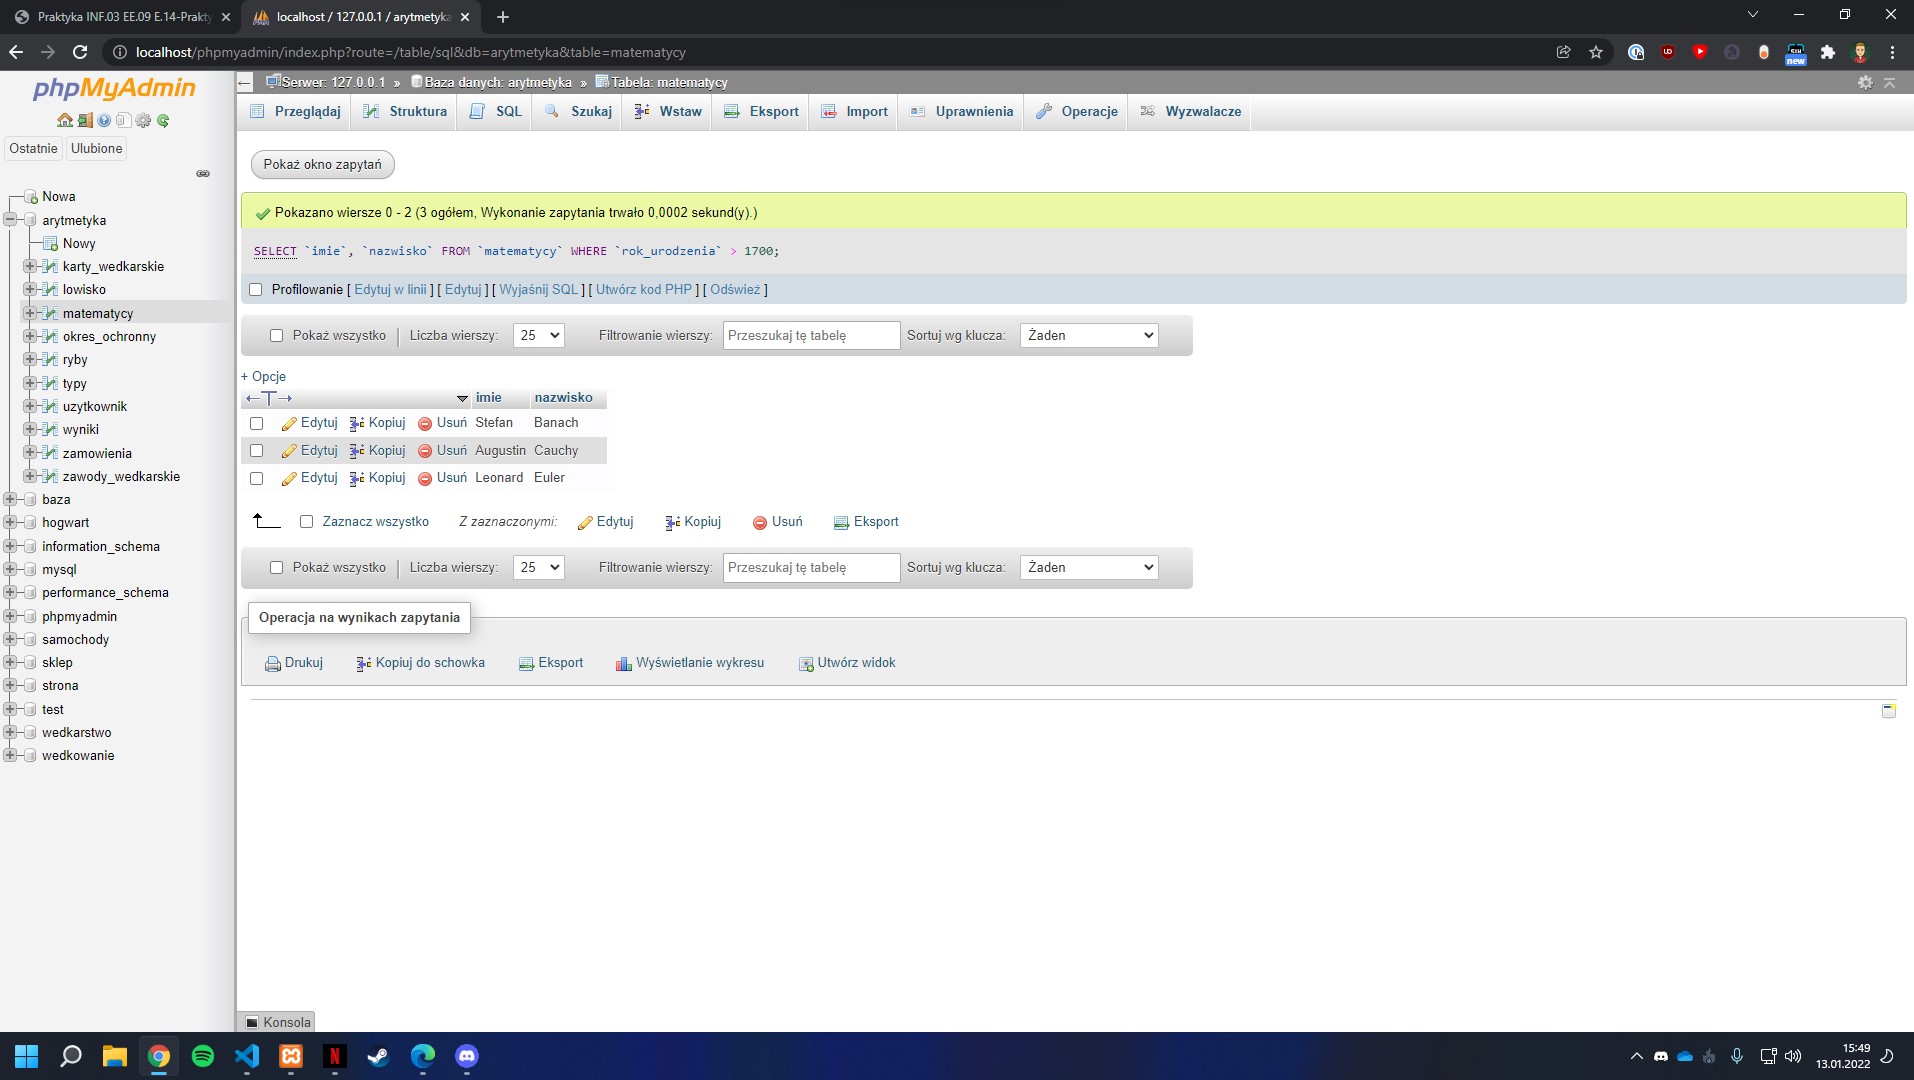 Praktyka INF.03 EE.09 E.14-Prakty
localhost / 127.0.0.1 / arytmetyka
localhost/phpmyadmin/index.php?route=/table/sql&db=arytmetyka&table=matematycy
new
phpMyAdmin
Ostatnie
Ulubione
Nowa
arytmetyka
Nowy
karty_wedkarskie
lowisko
matematycy
okres_ochronny
ryby
typy
uzytkownik
wyniki
zamowienia
zawody_wedkarskie
baza
hogwart
information_schema
mysql
performance_schema
phpmyadmin
samochody
sklep
strona
test
wedkarstwo
wedkowanie
Serwer: 127.0.0.1 » Baza danych: arytmetyka » Tabela: matematycy
Przeglądaj Struktura SQL Szukaj Wstaw Eksport Import Uprawnienia Operacje Wyzwalacze
Pokaż okno zapytań
Pokazano wiersze 0 - 2 (3 ogółem, Wykonanie zapytania trwało 0,0002 sekund(y).)
SELECT `imie`, `nazwisko` FROM `matematycy` WHERE `rok_urodzenia` > 1700;
Profilowanie [ Edytuj w linii ] [ Edytuj ] [ Wyjaśnij SQL ] [ Utwórz kod PHP ] [ Odśwież ]
Pokaż wszystko | Liczba wierszy: 25 Filtrowanie wierszy: Przeszukaj tę tabelę Sortuj wg klucza: Żaden
+ Opcje
←T→ imie nazwisko
Edytuj Kopiuj Usuń Stefan Banach
Edytuj Kopiuj Usuń Augustin Cauchy
Edytuj Kopiuj Usuń Leonard Euler
Zaznacz wszystko Z zaznaczonymi: Edytuj Kopiuj Usuń Eksport
Pokaż wszystko | Liczba wierszy: 25 Filtrowanie wierszy: Przeszukaj tę tabelę Sortuj wg klucza: Żaden
Operacja na wynikach zapytania
Drukuj Kopiuj do schowka Eksport Wyświetlanie wykresu Utwórz widok
Konsola
15:49
13.01.2022